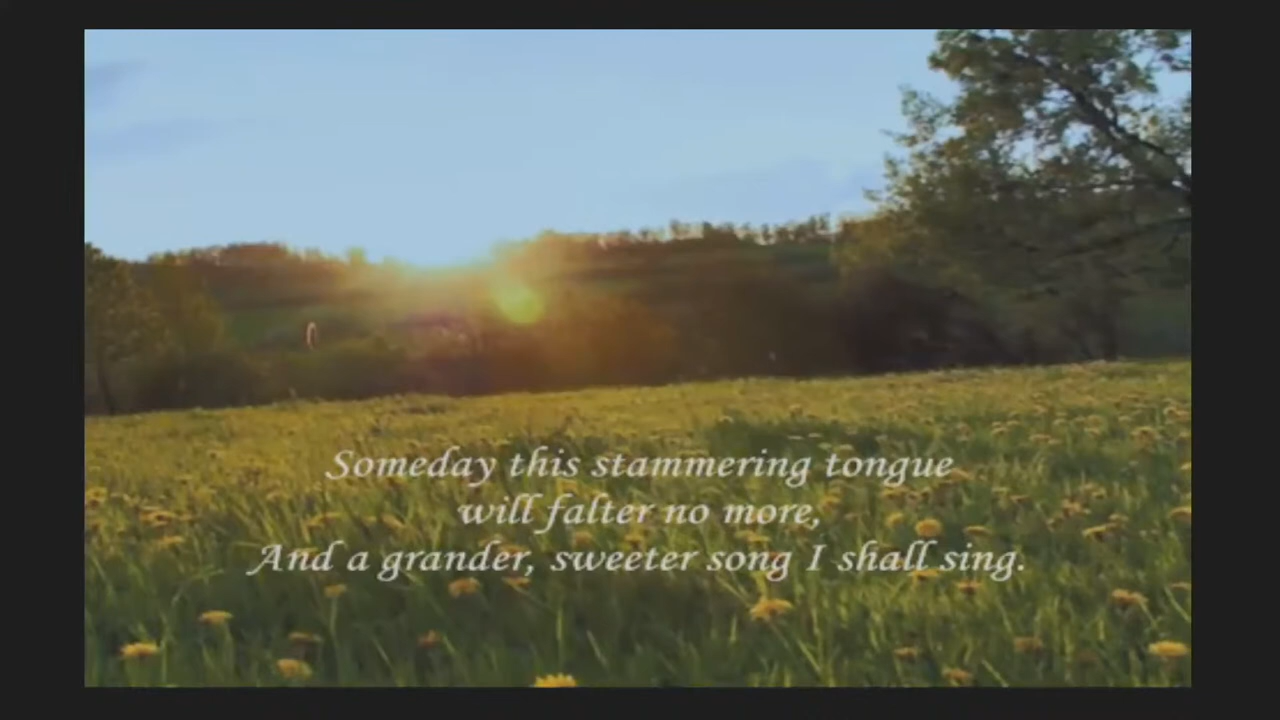 Someday this stammering tongue
will falter no more,
And a grander, sweeter song I shall sing.